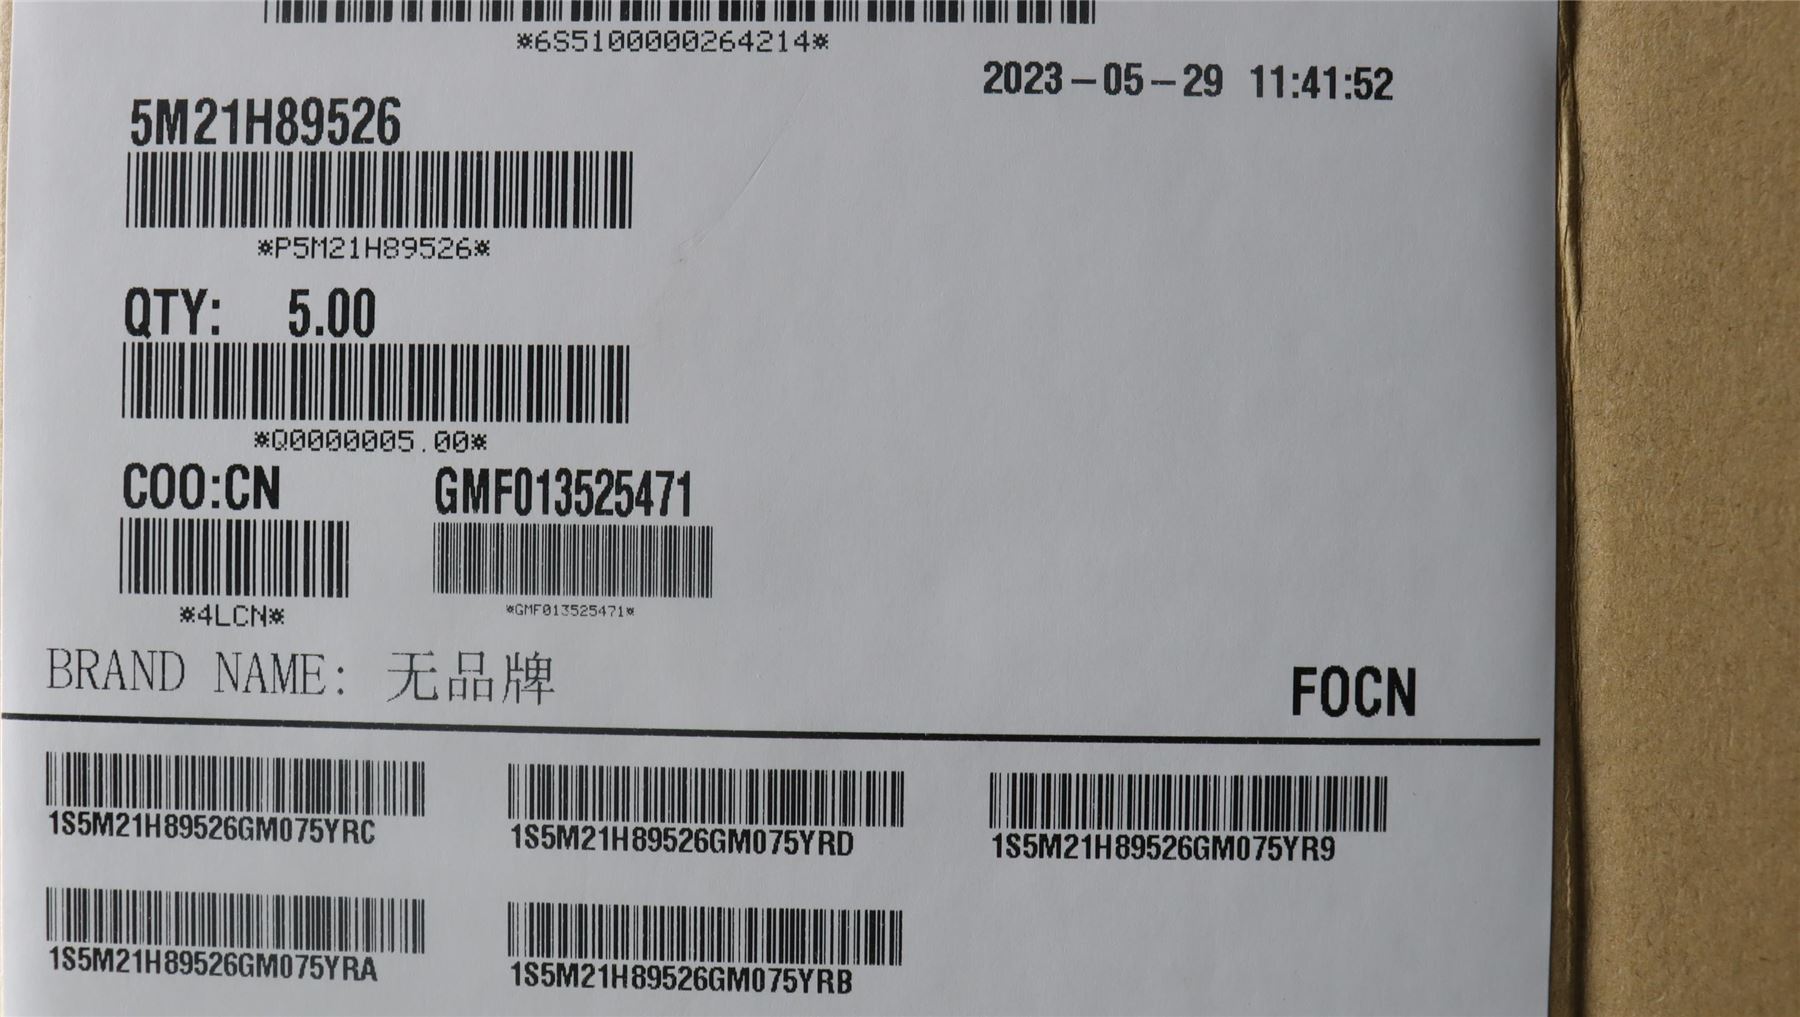 *6S5100000264214*
2023-05-29 11:41:52
5M21H89526
*P5M21H89526*
QTY: 5.00
*Q0000005.00*
COO:CN GMF013525471
*4LCN* *GMF013525471*
BRAND NAME: 无品牌 FOCN
1S5M21H89526GM075YRC 1S5M21H89526GM075YRD 1S5M21H89526GM075YR9
1S5M21H89526GM075YRA 1S5M21H89526GM075YRB